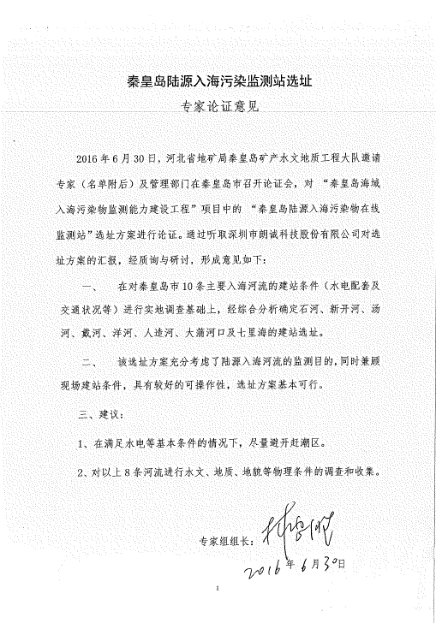 秦皇岛陆源入海污染监测站选址
专家论证意见
2016年6月30日，河北省地矿局秦皇岛矿产水文地质工程大队邀请
专家（名单附后）及管理部门在秦皇岛市召开论证会，对“秦皇岛海域
入海污染物监测能力建设工程”项目中的“秦皇岛陆源入海污染物在线
监测站”选址方案进行论证。通过听取深圳市朗诚科技股份有限公司对选
址方案的汇报，经质询与研讨，形成意见如下：
一、 在对秦皇岛市10条主要入海河流的建站条件（水电配套及
交通状况等）进行实地调查基础上，经综合分析确定石河、新开河、汤
河、戴河、洋河、人造河、大蒲河口及七里海的建站选址。
二、 该选址方案充分考虑了陆源入海河流的监测目的，同时兼顾
现场建站条件，具有较好的可操作性，选址方案基本可行。
三、建议：
1、在满足水电等基本条件的情况下，尽量避开赶潮区。
2、对以上8条河流进行水文、地质、地貌等物理条件的调查和收集。
专家组组长：
2016年6月30日
1